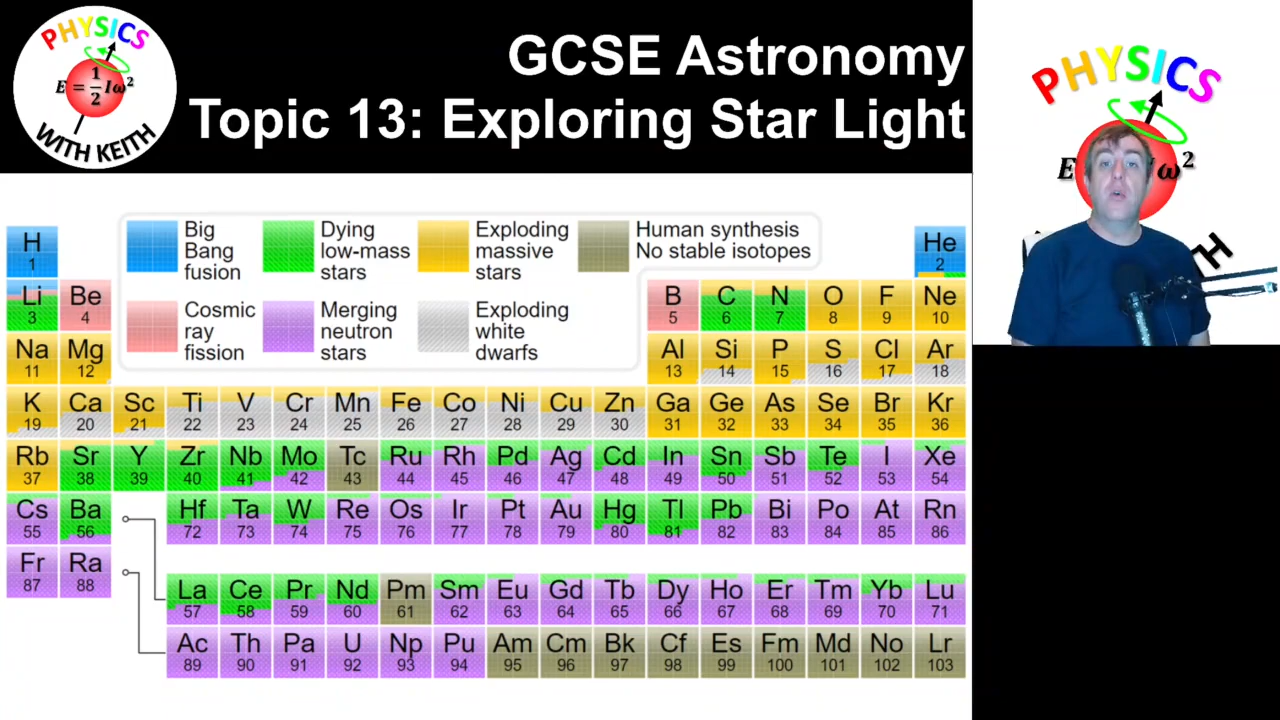 PHYSICS
E = 1/2 Iω²
WITH KEITH
GCSE Astronomy
Topic 13: Exploring Star Light
PHYSICS
E
ω²
TH
Big
Bang
fusion
Dying
low-mass
stars
Exploding
massive
stars
Human synthesis
No stable isotopes
Cosmic
ray
fission
Merging
neutron
stars
Exploding
white
dwarfs
H He
1 2
Li Be B C N O F Ne
3 4 5 6 7 8 9 10
Na Mg Al Si P S Cl Ar
11 12 13 14 15 16 17 18
K Ca Sc Ti V Cr Mn Fe Co Ni Cu Zn Ga Ge As Se Br Kr
19 20 21 22 23 24 25 26 27 28 29 30 31 32 33 34 35 36
Rb Sr Y Zr Nb Mo Tc Ru Rh Pd Ag Cd In Sn Sb Te I Xe
37 38 39 40 41 42 43 44 45 46 47 48 49 50 51 52 53 54
Cs Ba Hf Ta W Re Os Ir Pt Au Hg Tl Pb Bi Po At Rn
55 56 72 73 74 75 76 77 78 79 80 81 82 83 84 85 86
Fr Ra
87 88
La Ce Pr Nd Pm Sm Eu Gd Tb Dy Ho Er Tm Yb Lu
57 58 59 60 61 62 63 64 65 66 67 68 69 70 71
Ac Th Pa U Np Pu Am Cm Bk Cf Es Fm Md No Lr
89 90 91 92 93 94 95 96 97 98 99 100 101 102 103